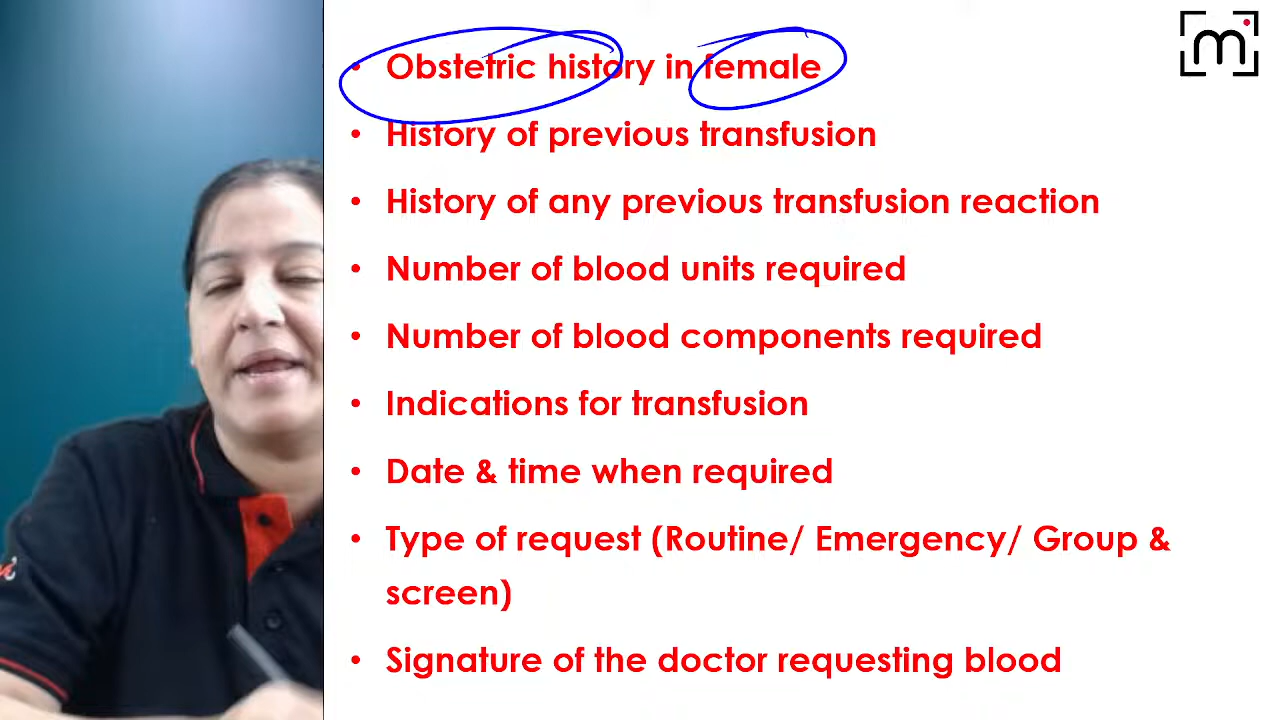 • Obstetric history in female
• History of previous transfusion
• History of any previous transfusion reaction
• Number of blood units required
• Number of blood components required
• Indications for transfusion
• Date & time when required
• Type of request (Routine/ Emergency/ Group &
screen)
• Signature of the doctor requesting blood
m